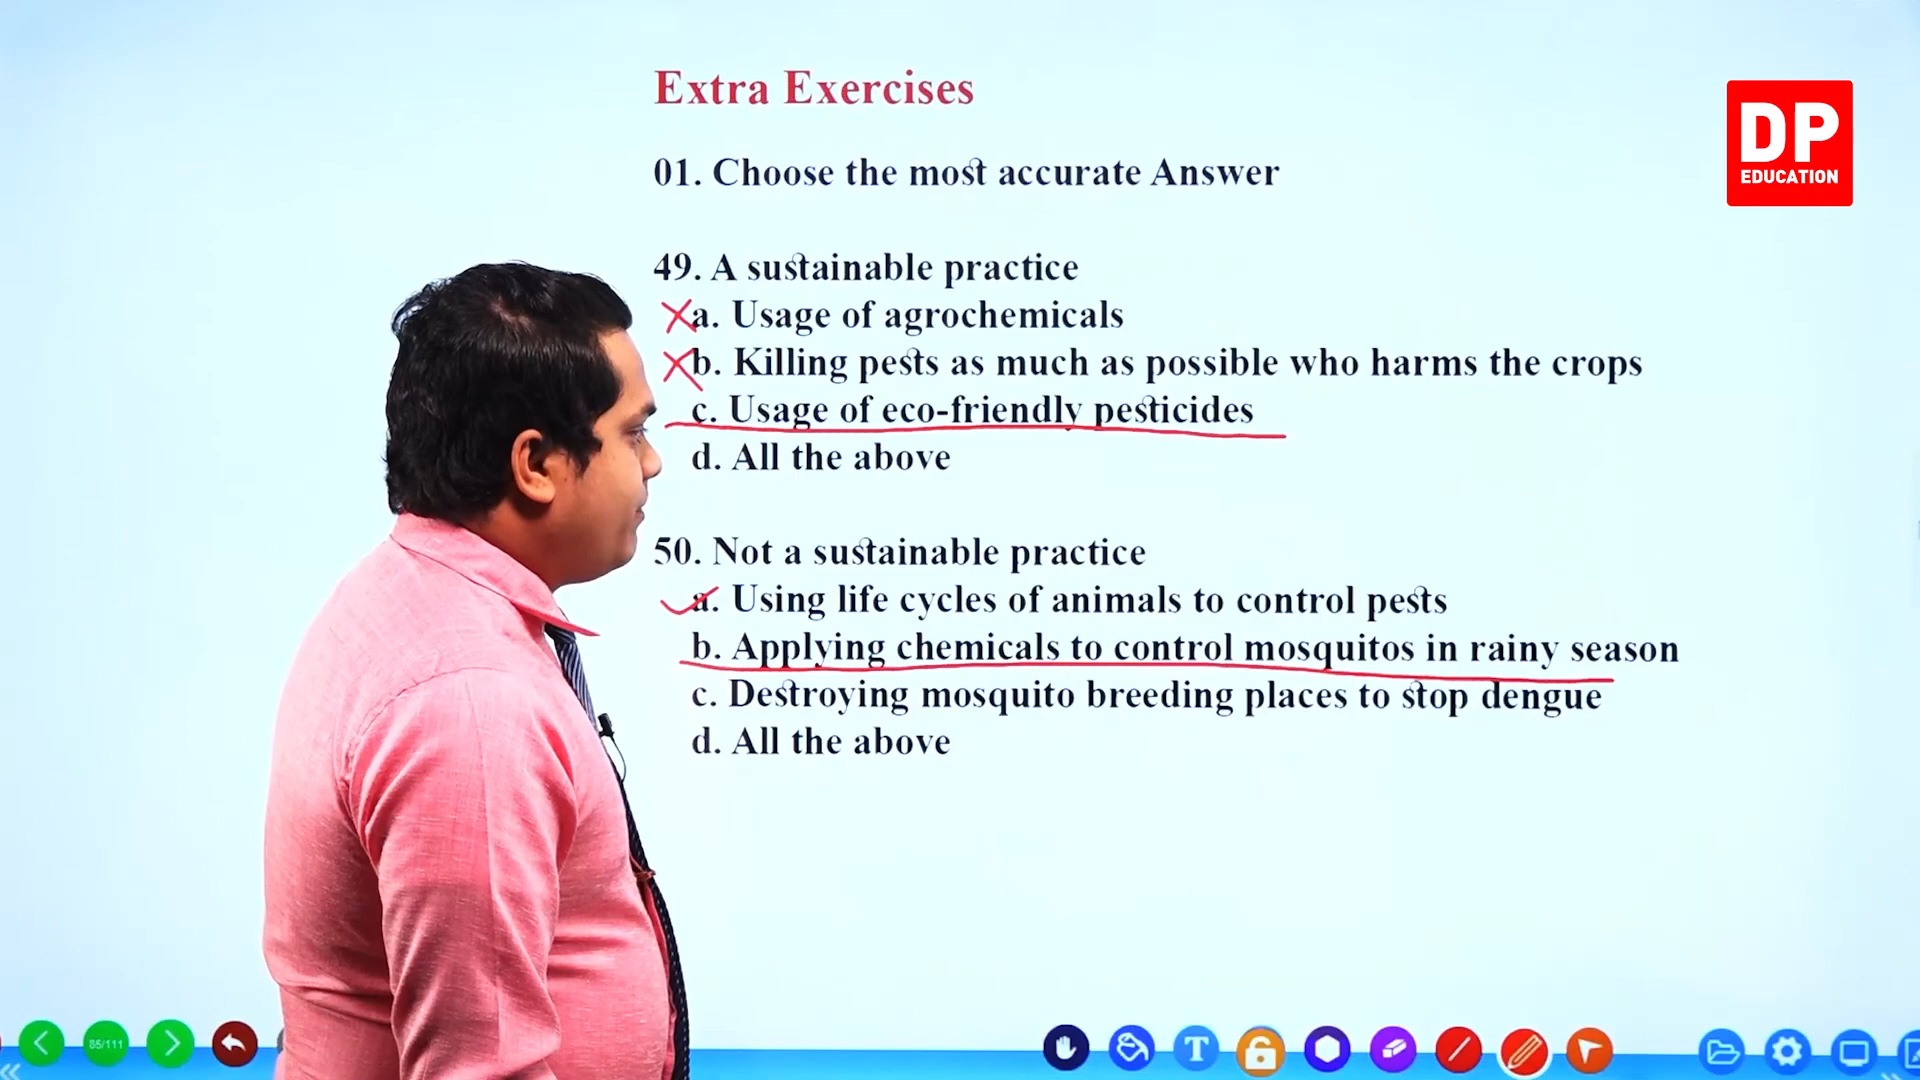 Extra Exercises
DP
EDUCATION
01. Choose the most accurate Answer
49. A sustainable practice
a. Usage of agrochemicals
b. Killing pests as much as possible who harms the crops
c. Usage of eco-friendly pesticides
d. All the above
50. Not a sustainable practice
a. Using life cycles of animals to control pests
b. Applying chemicals to control mosquitos in rainy season
c. Destroying mosquito breeding places to stop dengue
d. All the above
85/111
T